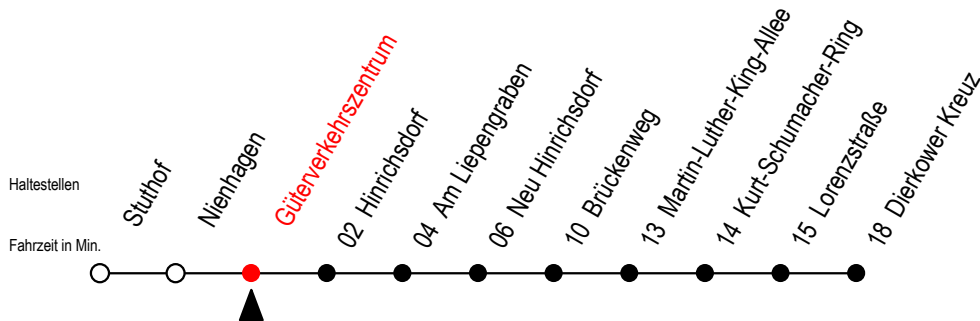 Haltestellen
Fahrzeit in Min.
Stuthof
Nienhagen
Güterverkehrszentrum
02 Hinrichsdorf
04 Am Liepengraben
06 Neu Hinrichsdorf
10 Brückenweg
13 Martin-Luther-King-Allee
14 Kurt-Schumacher-Ring
15 Lorenzstraße
18 Dierkower Kreuz